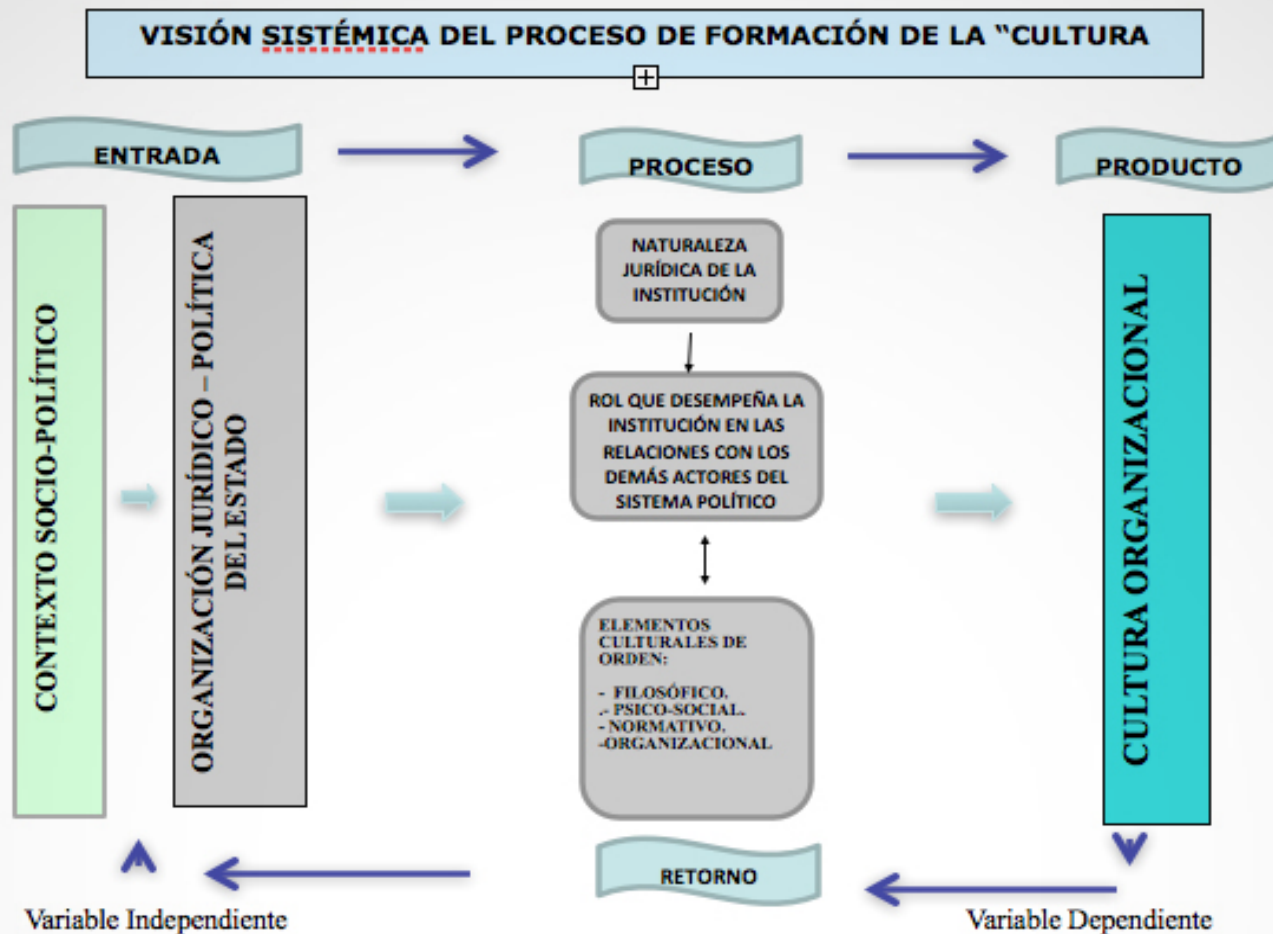 VISIÓN SISTÉMICA DEL PROCESO DE FORMACIÓN DE LA “CULTURA
ENTRADA
PROCESO
PRODUCTO
CONTEXTO SOCIO-POLÍTICO
ORGANIZACIÓN JURÍDICO – POLÍTICA
DEL ESTADO
NATURALEZA
JURÍDICA DE LA
INSTITUCIÓN
ROL QUE DESEMPEÑA LA
INSTITUCIÓN EN LAS
RELACIONES CON LOS
DEMÁS ACTORES DEL
SISTEMA POLÍTICO
ELEMENTOS
CULTURALES DE
ORDEN:
- FILOSÓFICO.
.- PSICO-SOCIAL.
- NORMATIVO.
-ORGANIZACIONAL
CULTURA ORGANIZACIONAL
RETORNO
Variable Independiente
Variable Dependiente